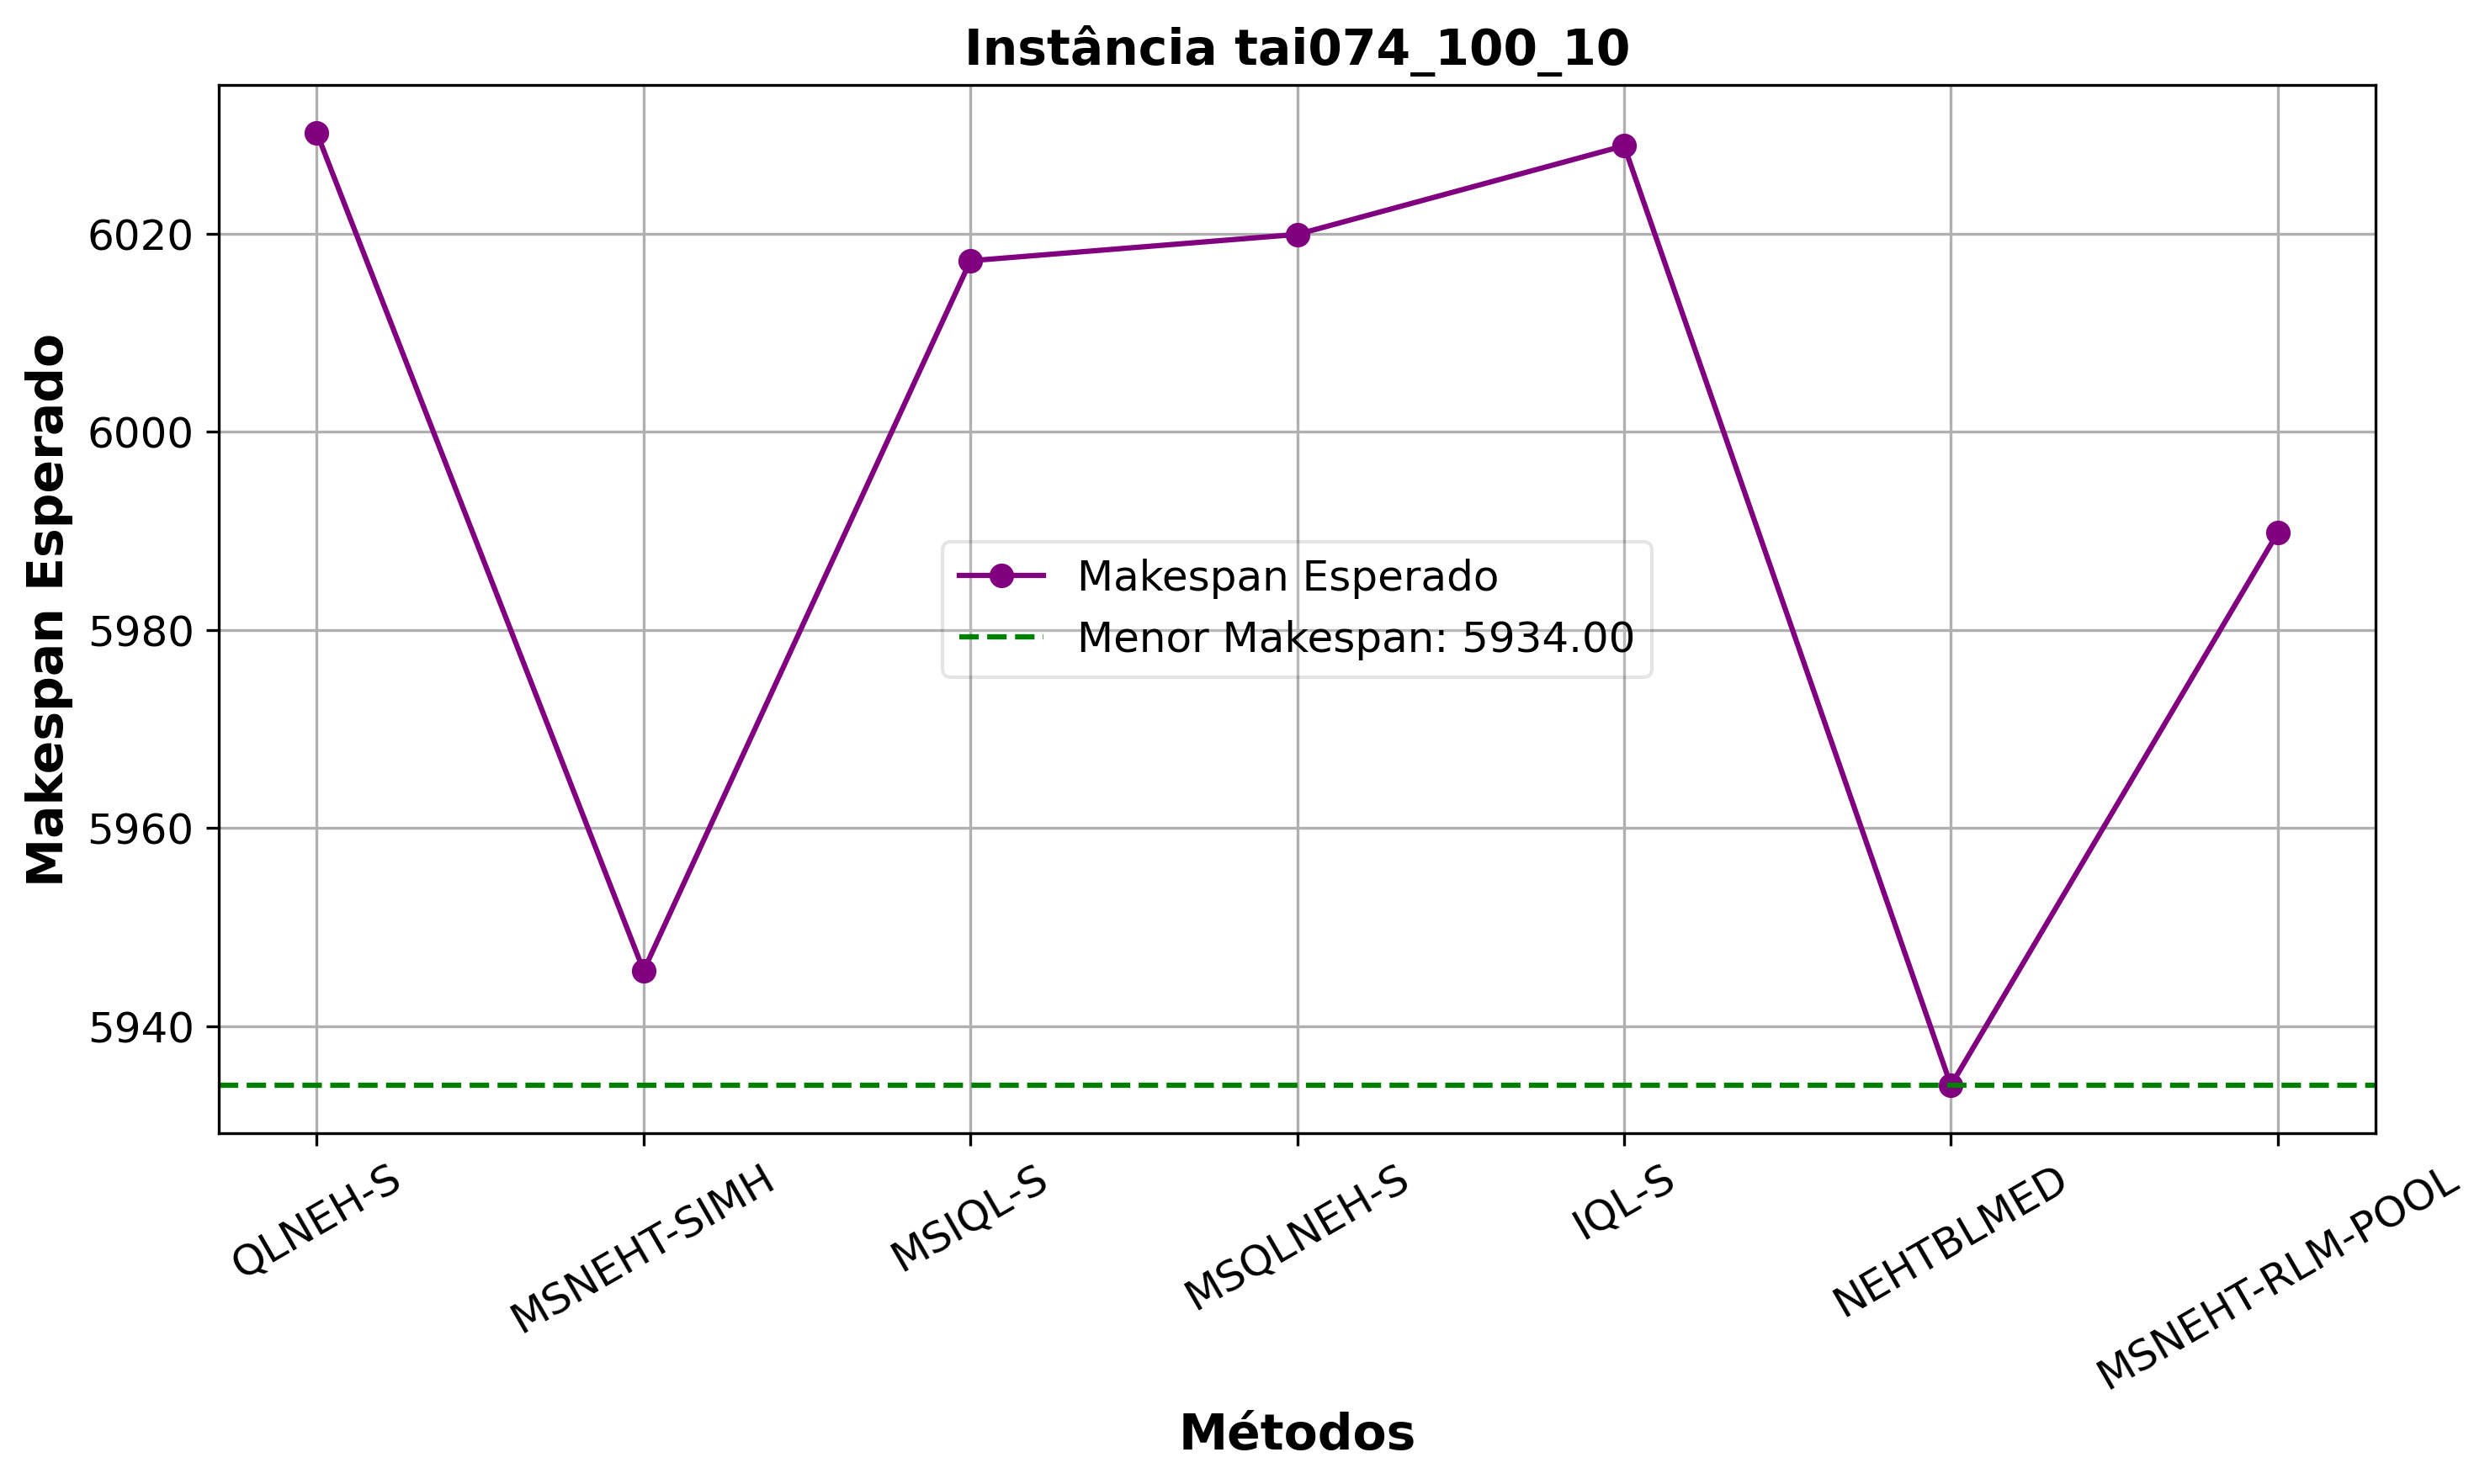 Instância tai074_100_10
Makespan Esperado
6020
6000
5980
5960
5940
Makespan Esperado
Menor Makespan: 5934.00
QLNEH-S
MSNEHT-SIMH
MSIQL-S
MSQLNEH-S
IQL-S
NEHTBLMED
MSNEHT-RLM-POOL
Métodos